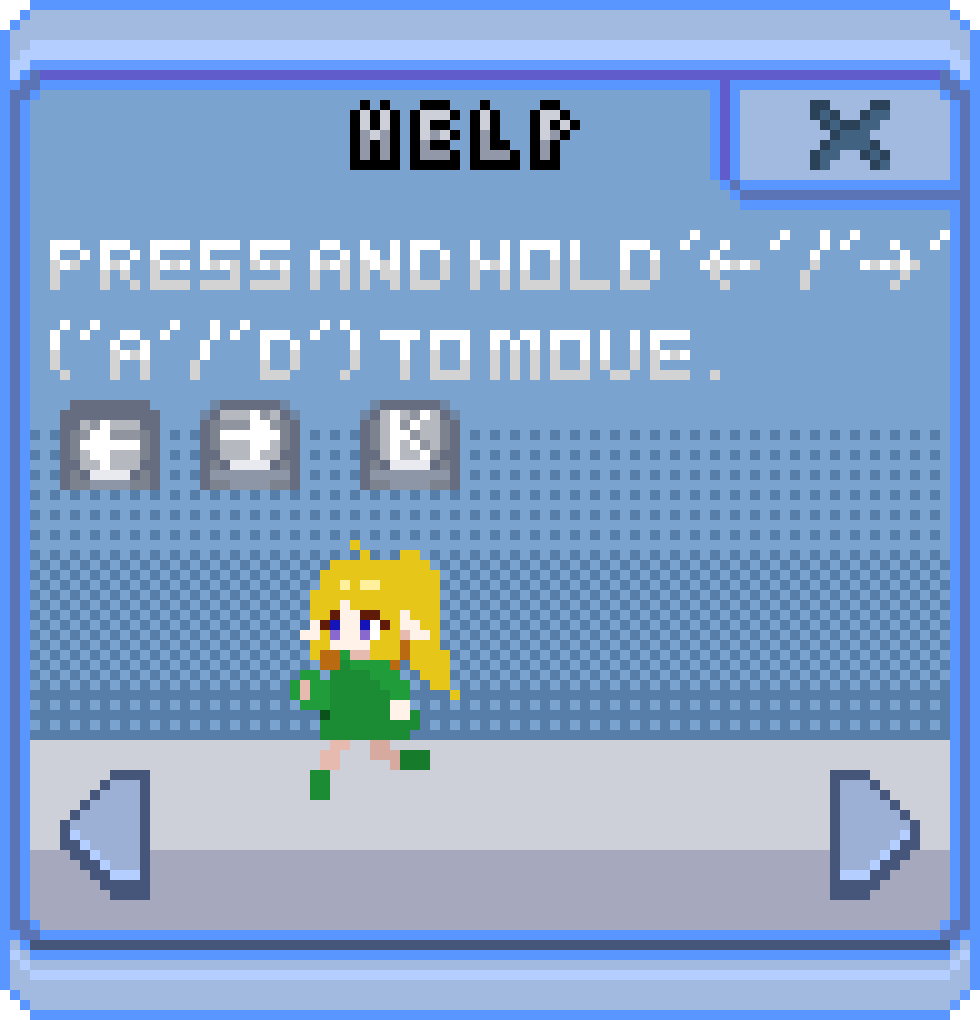 HELP
PRESS AND HOLD '←'/'→'
('A'/'D') TO MOVE.
← → K